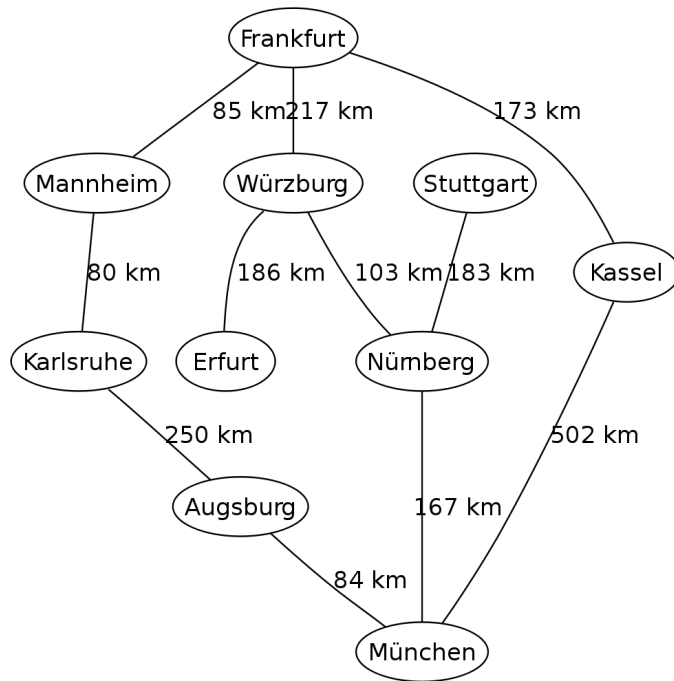 Frankfurt
85 km
217 km
173 km
Mannheim
Würzburg
Stuttgart
80 km
186 km
103 km
183 km
Kassel
Karlsruhe
Erfurt
Nürnberg
250 km
502 km
Augsburg
167 km
84 km
München